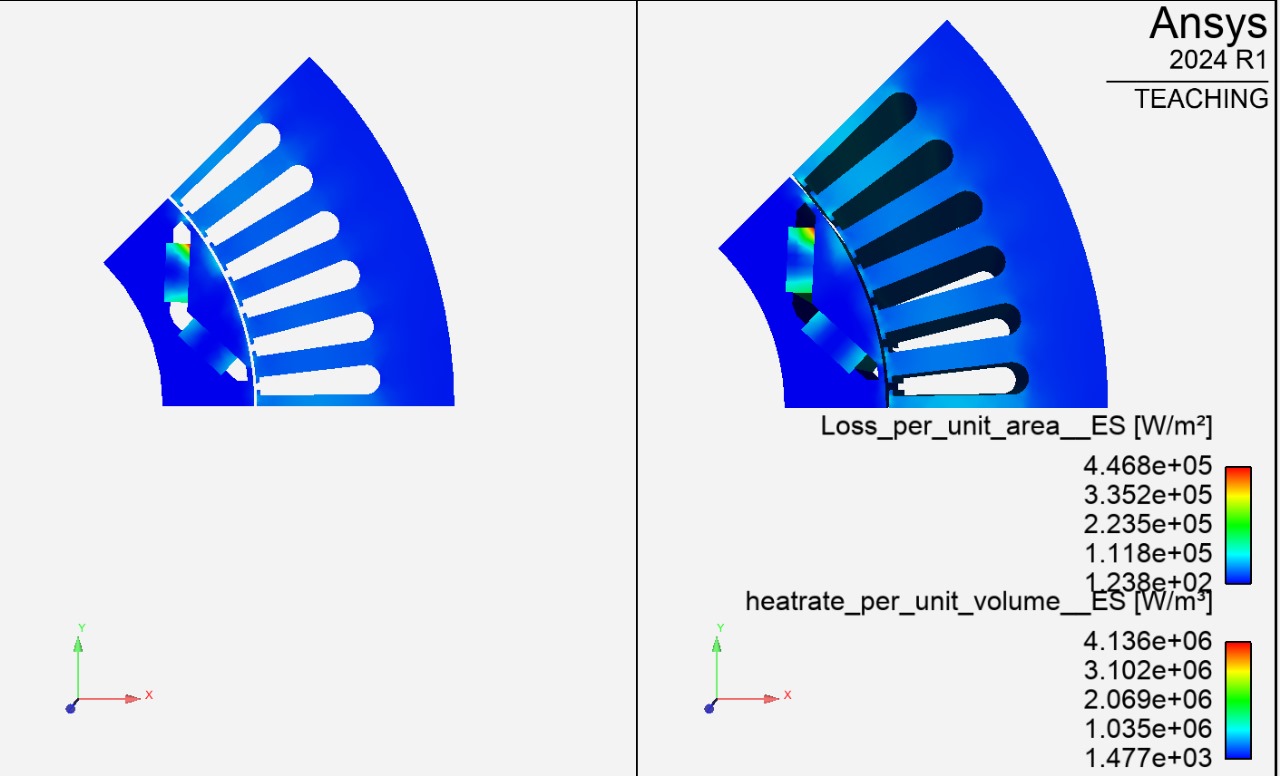 Ansys
2024 R1
TEACHING
Loss_per_unit_area__ES [W/m²]
4.468e+05
3.352e+05
2.235e+05
1.118e+05
1.238e+02
heatrate_per_unit_volume__ES [W/m³]
4.136e+06
3.102e+06
2.069e+06
1.035e+06
1.477e+03
Y
X
Y
X